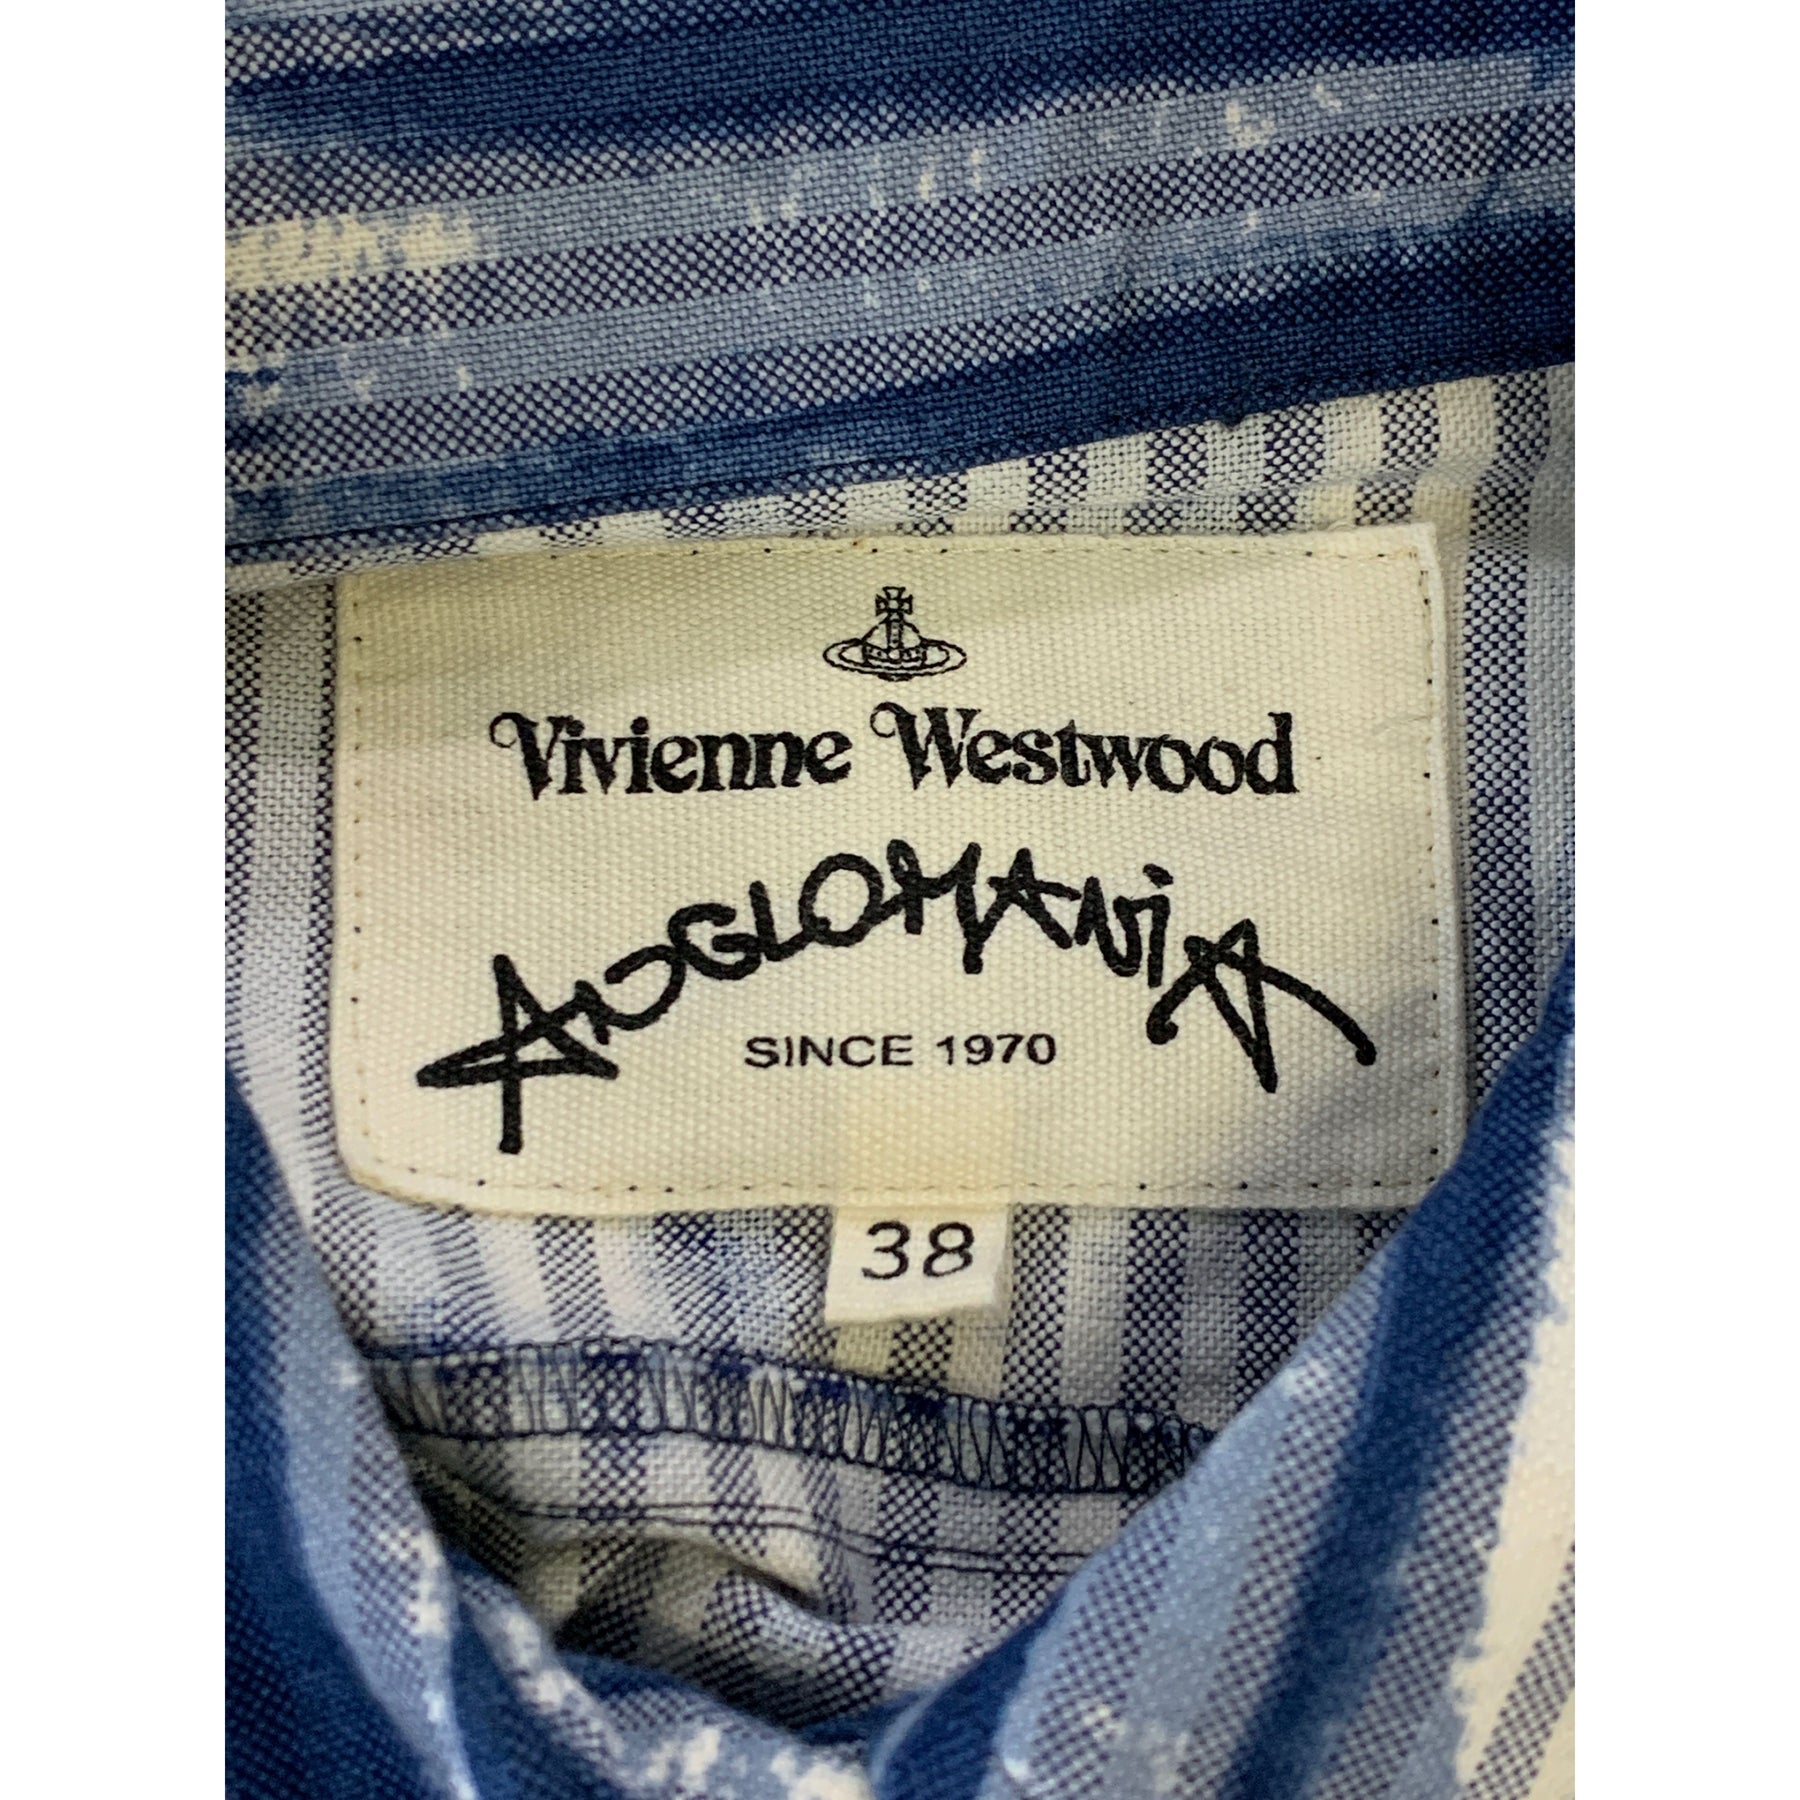 Vivienne Westwood
ANGLOMANiA
SINCE 1970
38